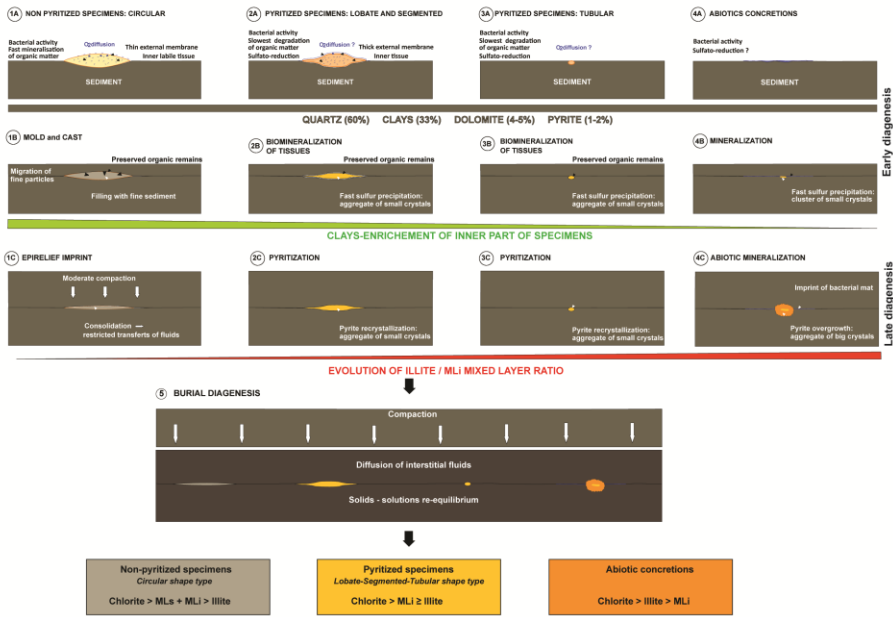 1A NON PYRITIZED SPECIMENS: CIRCULAR
Bacterial activity
Fast mineralisation
of organic matter
O₂diffusion
Thin external membrane
Inner labile tissue
SEDIMENT
2A PYRITIZED SPECIMENS: LOBATE AND SEGMENTED
Bacterial activity
Slowest degradation
of organic matter
Sulfato-reduction
O₂diffusion ?
Thick external membrane
Inner tissue
SEDIMENT
3A PYRITIZED SPECIMENS: TUBULAR
Bacterial activity
Slowest degradation
of organic matter
Sulfato-reduction
O₂diffusion ?
SEDIMENT
4A ABIOTICS CONCRETIONS
Bacterial activity
Sulfato-reduction ?
SEDIMENT
QUARTZ (60%) CLAYS (33%) DOLOMITE (4-5%) PYRITE (1-2%)
Early diagenesis
1B MOLD and CAST
Preserved organic remains
Migration of
fine particles
Filling with fine sediment
2B BIOMINERALIZATION
OF TISSUES
Preserved organic remains
Fast sulfur precipitation:
aggregate of small crystals
3B BIOMINERALIZATION
OF TISSUES
Preserved organic remains
Fast sulfur precipitation:
aggregate of small crystals
4B MINERALIZATION
Fast sulfur precipitation:
cluster of small crystals
CLAYS-ENRICHEMENT OF INNER PART OF SPECIMENS
1C EPIRELIEF IMPRINT
Moderate compaction
Consolidation —
restricted transferts of fluids
2C PYRITIZATION
Pyrite recrystallization:
aggregate of small crystals
3C PYRITIZATION
Pyrite recrystallization:
aggregate of small crystals
4C ABIOTIC MINERALIZATION
Imprint of bacterial mat
Pyrite overgrowth:
aggregate of big crystals
Late diagenesis
EVOLUTION OF ILLITE / MLi MIXED LAYER RATIO
5 BURIAL DIAGENESIS
Compaction
Diffusion of interstitial fluids
Solids - solutions re-equilibrium
Non-pyritized specimens
Circular shape type
Chlorite > MLs + MLi > Illite
Pyritized specimens
Lobate-Segmented-Tubular shape type
Chlorite > MLi ≥ Illite
Abiotic concretions
Chlorite > Illite > MLi